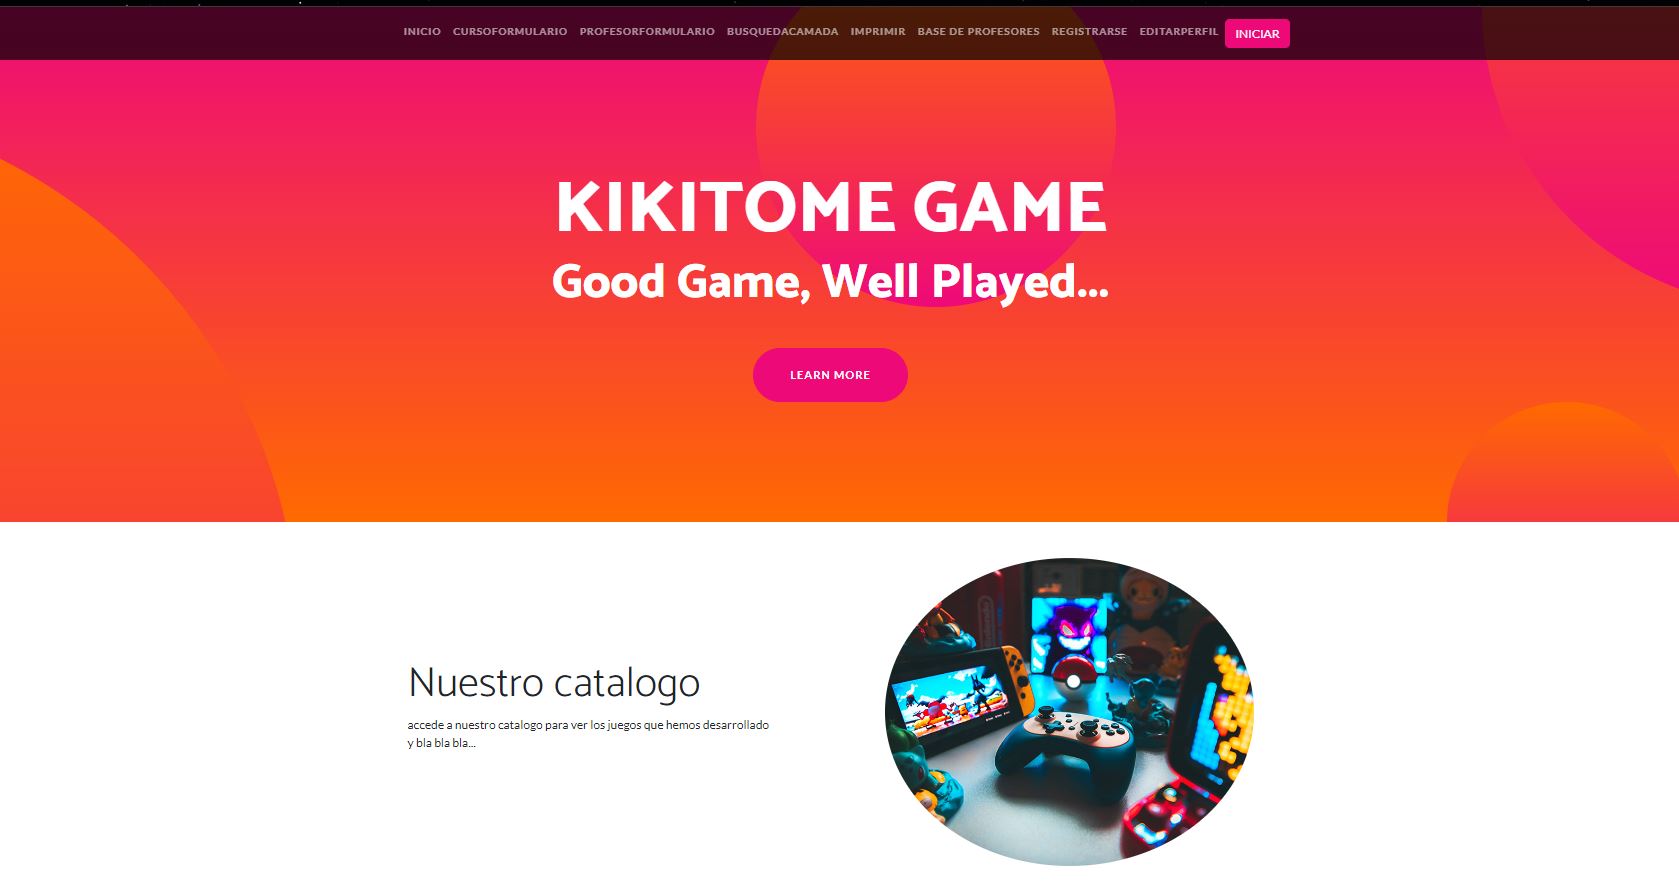 INICIO CURSOFORMULARIO PROFESORFORMULARIO BUSQUEDACAMADA IMPRIMIR BASE DE PROFESORES REGISTRARSE EDITARPERFIL INICIAR
KIKITOME GAME
Good Game, Well Played...
LEARN MORE
Nuestro catalogo
accede a nuestro catalogo para ver los juegos que hemos desarrollado
y bla bla bla...